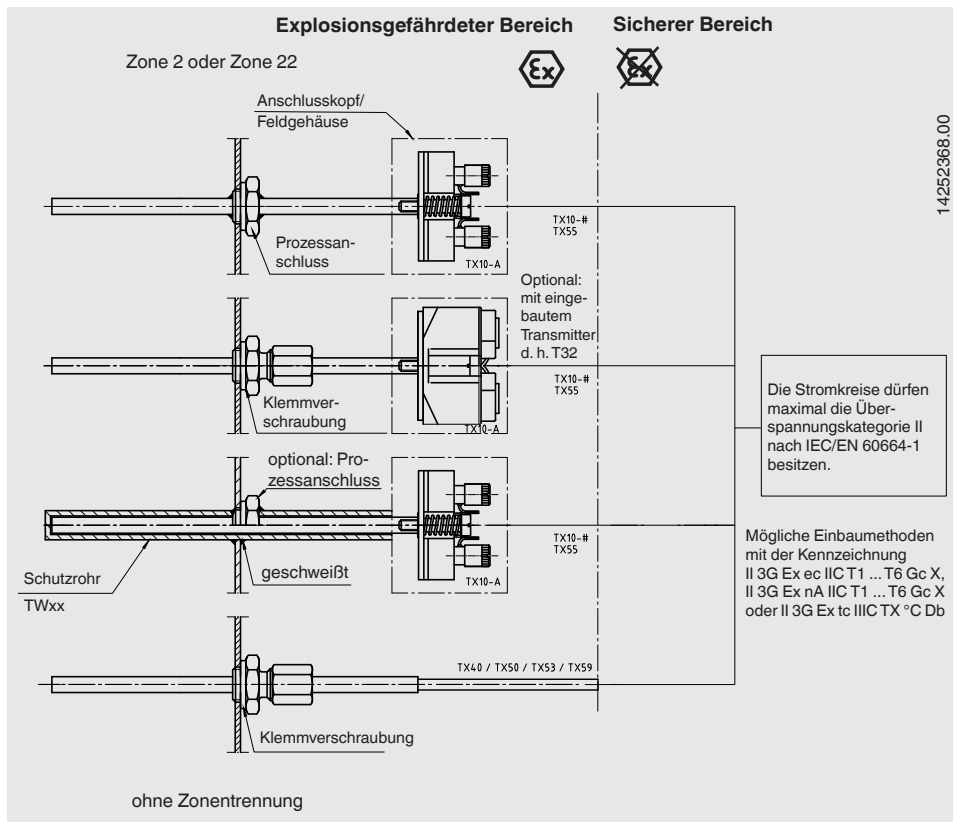 Explosionsgefährdeter Bereich
Sicherer Bereich
Zone 2 oder Zone 22
Ex
Ex
Anschlusskopf/
Feldgehäuse
142522368.00
Prozessan-
schluss
TX10-A
TX10-#
TX55
Optional:
mit einge-
bautem
Transmitter
d. h. T32
Klemmver-
schraubung
TX10-A
TX10-#
TX55
Die Stromkreise dürfen
maximal die Über-
spannungskategorie II
nach IEC/EN 60664-1
besitzen.
optional: Pro-
zessanschluss
TX10-#
TX55
Schutzrohr
TWxx
geschweißt
TX10-A
Mögliche Einbaumethoden
mit der Kennzeichnung
II 3G Ex ec IIC T1 ... T6 Gc X,
II 3G Ex nA IIC T1 ... T6 Gc X
oder II 3G Ex tc IIIC TX °C Db
TX40 / TX50 / TX53 / TX59
Klemmverschraubung
ohne Zonentrennung